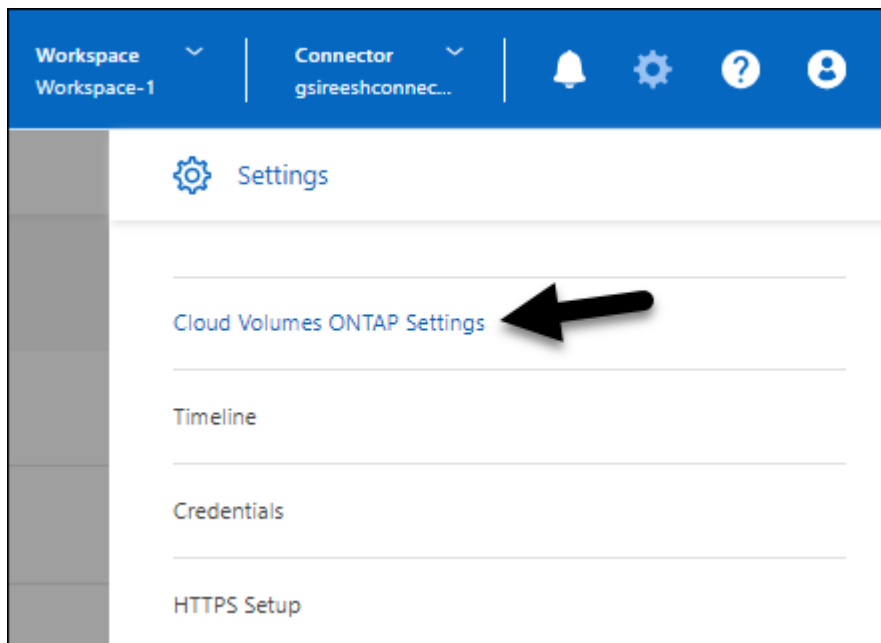 Workspace
Workspace-1
Connector
gsireeshconnec...
Settings
Cloud Volumes ONTAP Settings
Timeline
Credentials
HTTPS Setup